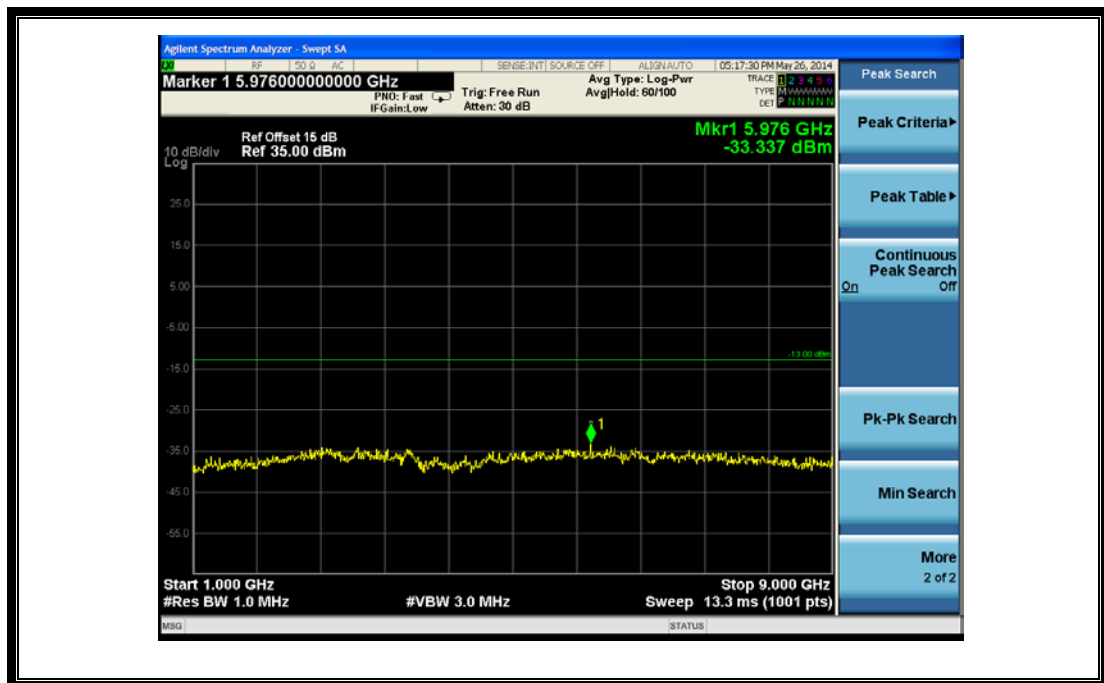 Agilent Spectrum Analyzer - Swept SA
LXI RF 50 Ω AC SENSE:INT SOURCE OFF ALIGN AUTO 05:17:30 PM May 26, 2014
Marker 1 5.976000000000 GHz
PNO: Fast
IFGain:Low
Trig: Free Run
Atten: 30 dB
Avg Type: Log-Pwr
Avg|Hold: 60/100
TRACE 1 2 3 4 5 6
TYPE M
DET P N N N N N
Ref Offset 15 dB
10 dB/div Ref 35.00 dBm
Log
Mkr1 5.976 GHz
-33.337 dBm
25.0
15.0
5.00
-5.00
-13.00 dBm
-15.0
-25.0
1
-35.0
-45.0
-55.0
Start 1.000 GHz
Stop 9.000 GHz
#Res BW 1.0 MHz
#VBW 3.0 MHz
Sweep 13.3 ms (1001 pts)
MSG
STATUS
Peak Search
Peak Criteria
Peak Table
Continuous
Peak Search
On Off
Pk-Pk Search
Min Search
More
2 of 2